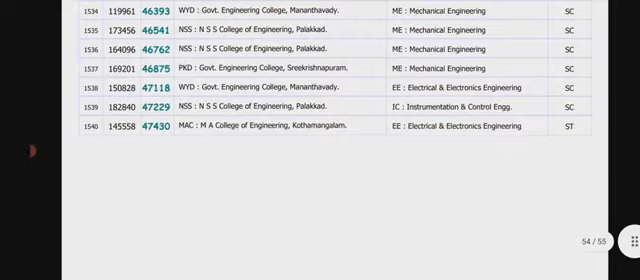 1534 119961 46393 WYD : Govt. Engineering College, Mananthavady. ME : Mechanical Engineering SC
1535 173456 46541 NSS : N S S College of Engineering, Palakkad. ME : Mechanical Engineering SC
1536 164096 46762 NSS : N S S College of Engineering, Palakkad. ME : Mechanical Engineering SC
1537 169201 46875 PKD : Govt. Engineering College, Sreekrishnapuram. ME : Mechanical Engineering SC
1538 150828 47118 WYD : Govt. Engineering College, Mananthavady. EE : Electrical & Electronics Engineering SC
1539 182840 47229 NSS : N S S College of Engineering, Palakkad. IC : Instrumentation & Control Engg. SC
1540 145558 47430 MAC : M A College of Engineering, Kothamangalam. EE : Electrical & Electronics Engineering ST
54 / 55